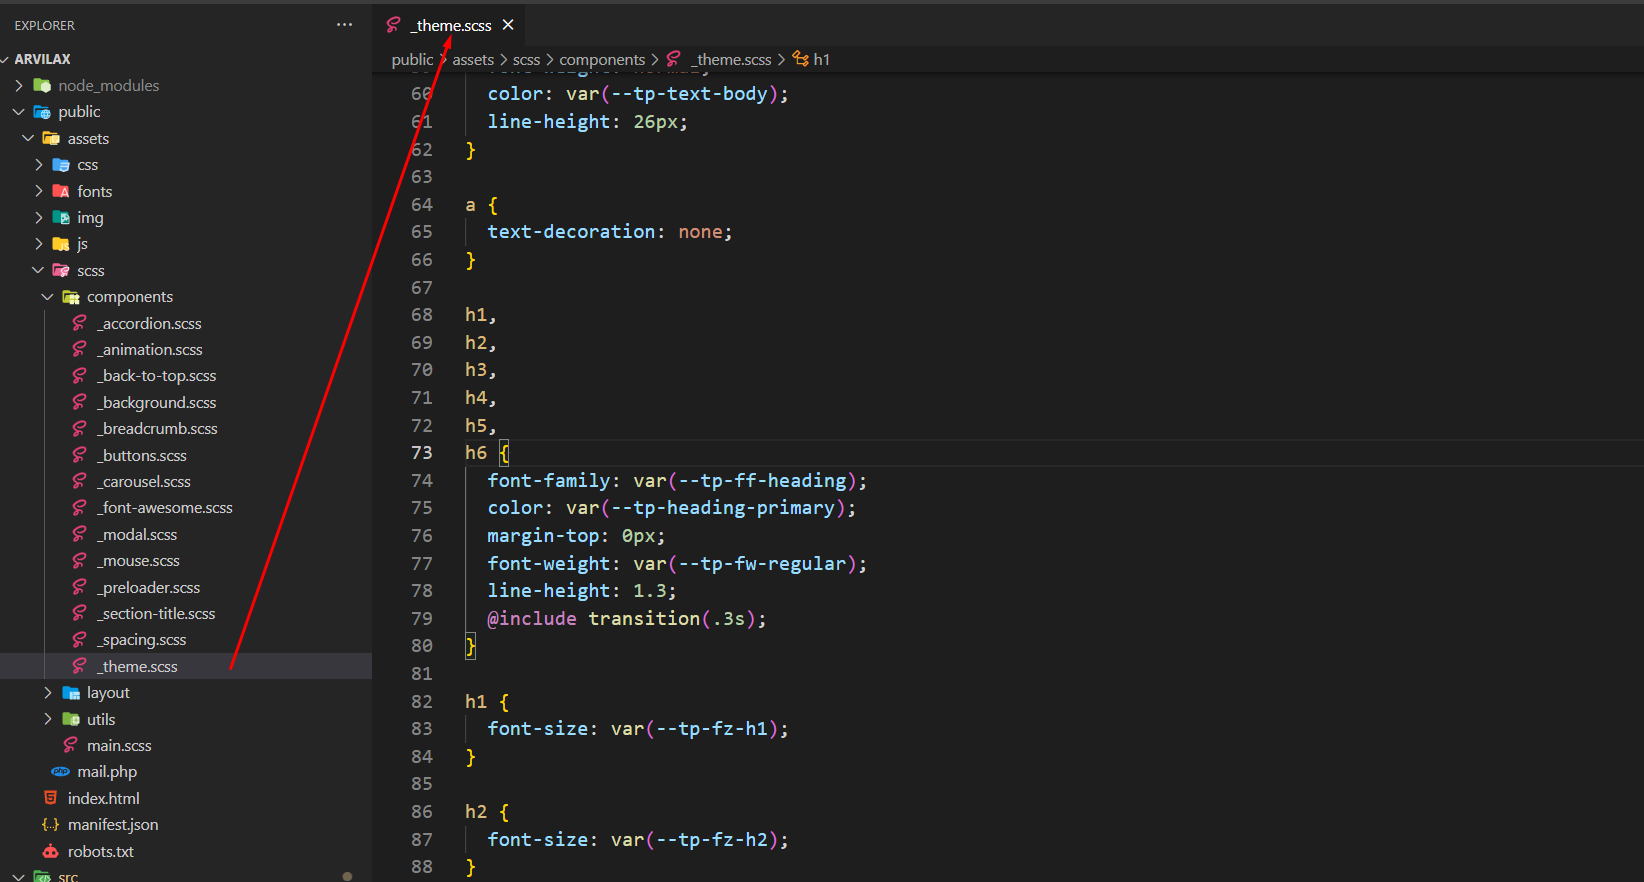 EXPLORER
ARVILAX
node_modules
public
assets
css
fonts
img
js
scss
components
_accordion.scss
_animation.scss
_back-to-top.scss
_background.scss
_breadcrumb.scss
_buttons.scss
_carousel.scss
_font-awesome.scss
_modal.scss
_mouse.scss
_preloader.scss
_section-title.scss
_spacing.scss
_theme.scss
layout
utils
main.scss
php mail.php
index.html
manifest.json
robots.txt
src
_theme.scss
public > assets > scss > components > _theme.scss > h1
60 color: var(--tp-text-body);
61 line-height: 26px;
62 }
63
64 a {
65 text-decoration: none;
66 }
67
68 h1,
69 h2,
70 h3,
71 h4,
72 h5,
73 h6 {
74 font-family: var(--tp-ff-heading);
75 color: var(--tp-heading-primary);
76 margin-top: 0px;
77 font-weight: var(--tp-fw-regular);
78 line-height: 1.3;
79 @include transition(.3s);
80 }
81
82 h1 {
83 font-size: var(--tp-fz-h1);
84 }
85
86 h2 {
87 font-size: var(--tp-fz-h2);
88 }